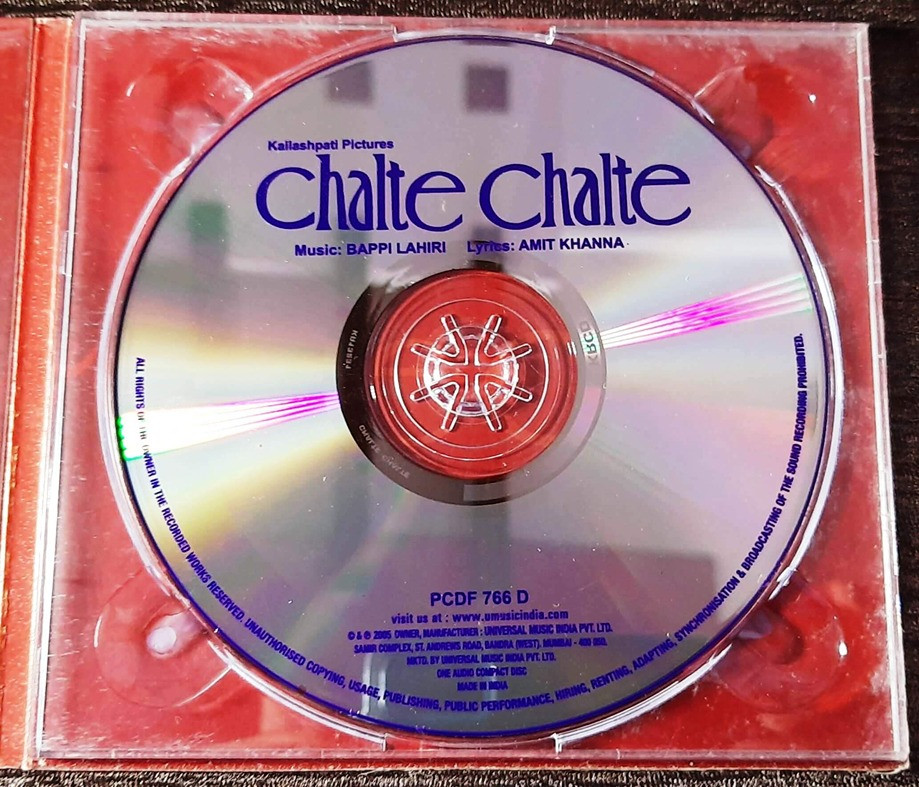 Kailashpati Pictures
Chalte Chalte
Music: BAPPI LAHIRI Lyrics: AMIT KHANNA
PCDF 766 D
visit us at : www.umusicindia.com
© & ℗ 2005 OWNER, MANUFACTURER : UNIVERSAL MUSIC INDIA PVT. LTD.
SAMIR COMPLEX, ST. ANDREWS ROAD, BANDRA (WEST). MUMBAI - 400 050.
MKTD. BY UNIVERSAL MUSIC INDIA PVT. LTD.
ONE AUDIO COMPACT DISC
MADE IN INDIA
ALL RIGHTS OF THE OWNER IN THE RECORDED WORKS RESERVED. UNAUTHORISED COPYING, USAGE, PUBLISHING, PUBLIC PERFORMANCE, HIRING, RENTING, ADAPTING, SYNCHRONISATION & BROADCASTING OF THE SOUND RECORDING PROHIBITED.